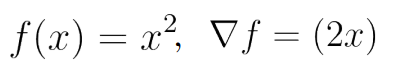 f(x) = x², ∇f = (2x)